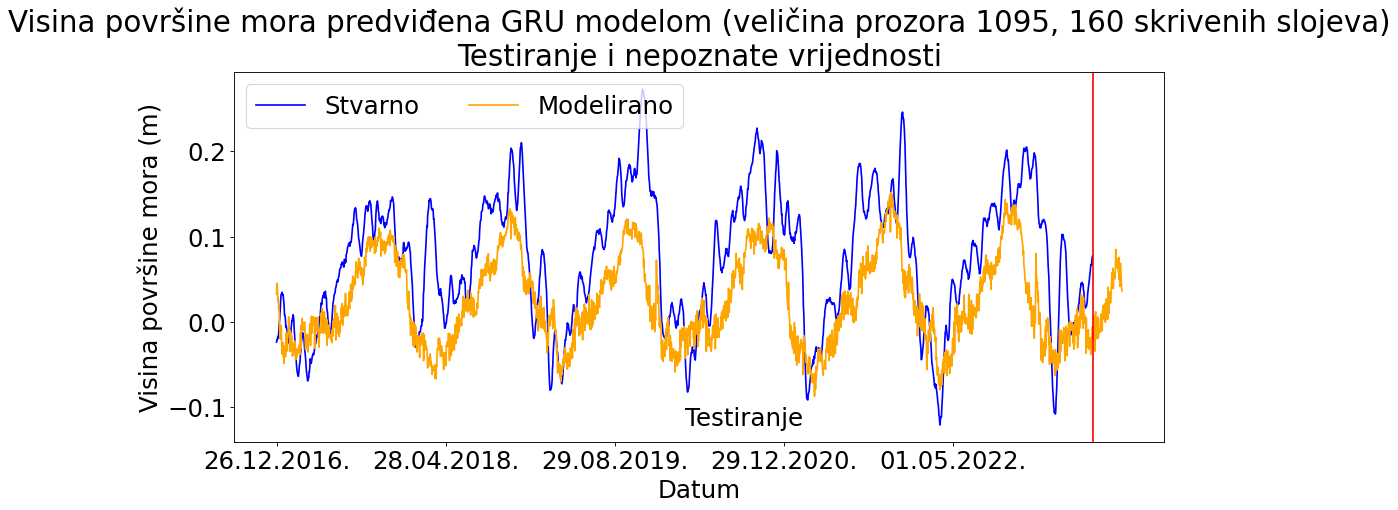 Visina površine mora predviđena GRU modelom (veličina prozora 1095, 160 skrivenih slojeva)
Testiranje i nepoznate vrijednosti
Stvarno
Modelirano
Visina površine mora (m)
0.2
0.1
0.0
−0.1
Testiranje
26.12.2016.
28.04.2018.
29.08.2019.
29.12.2020.
01.05.2022.
Datum